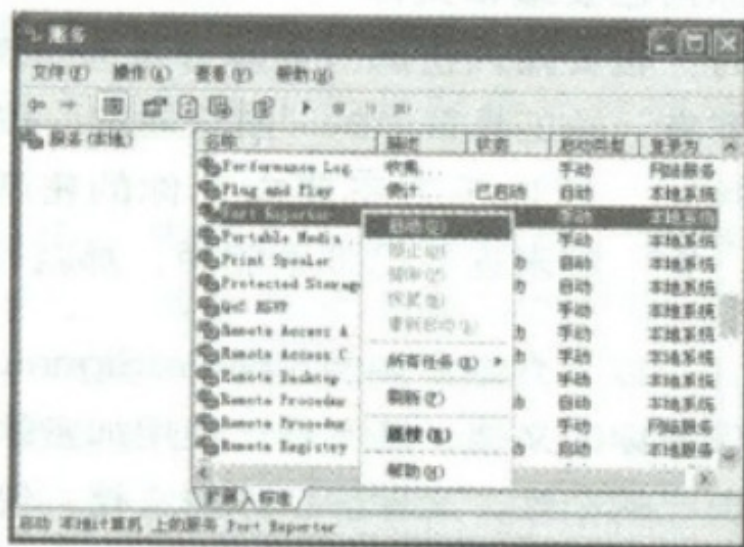 服务
文件(F) 操作(A) 查看(V) 帮助(H)
服务(本地)
名称 描述 状态 启动类型 登录为
Performance Log 收集... 手动 网络服务
Plug and Play 使计... 已启动 自动 本地系统
Port Reporter 手动 本地系统
Portable Media ... 手动 本地系统
Print Spooler 动 自动 本地系统
Protected Storage 动 自动 本地系统
QoS RSVP 手动 本地系统
Remote Access A 动 手动 本地系统
Remote Access C 动 手动 本地系统
Remote Desktop 手动 本地系统
Remote Procedur 动 自动 本地系统
Remote Procedur 手动 网络服务
Remote Registry 动 自动 本地服务
启动(S)
停止(O)
暂停(U)
恢复(M)
重新启动(E)
所有任务(K)
刷新(F)
属性(R)
帮助(H)
扩展 标准
启动 本地计算机 上的服务 Port Reporter